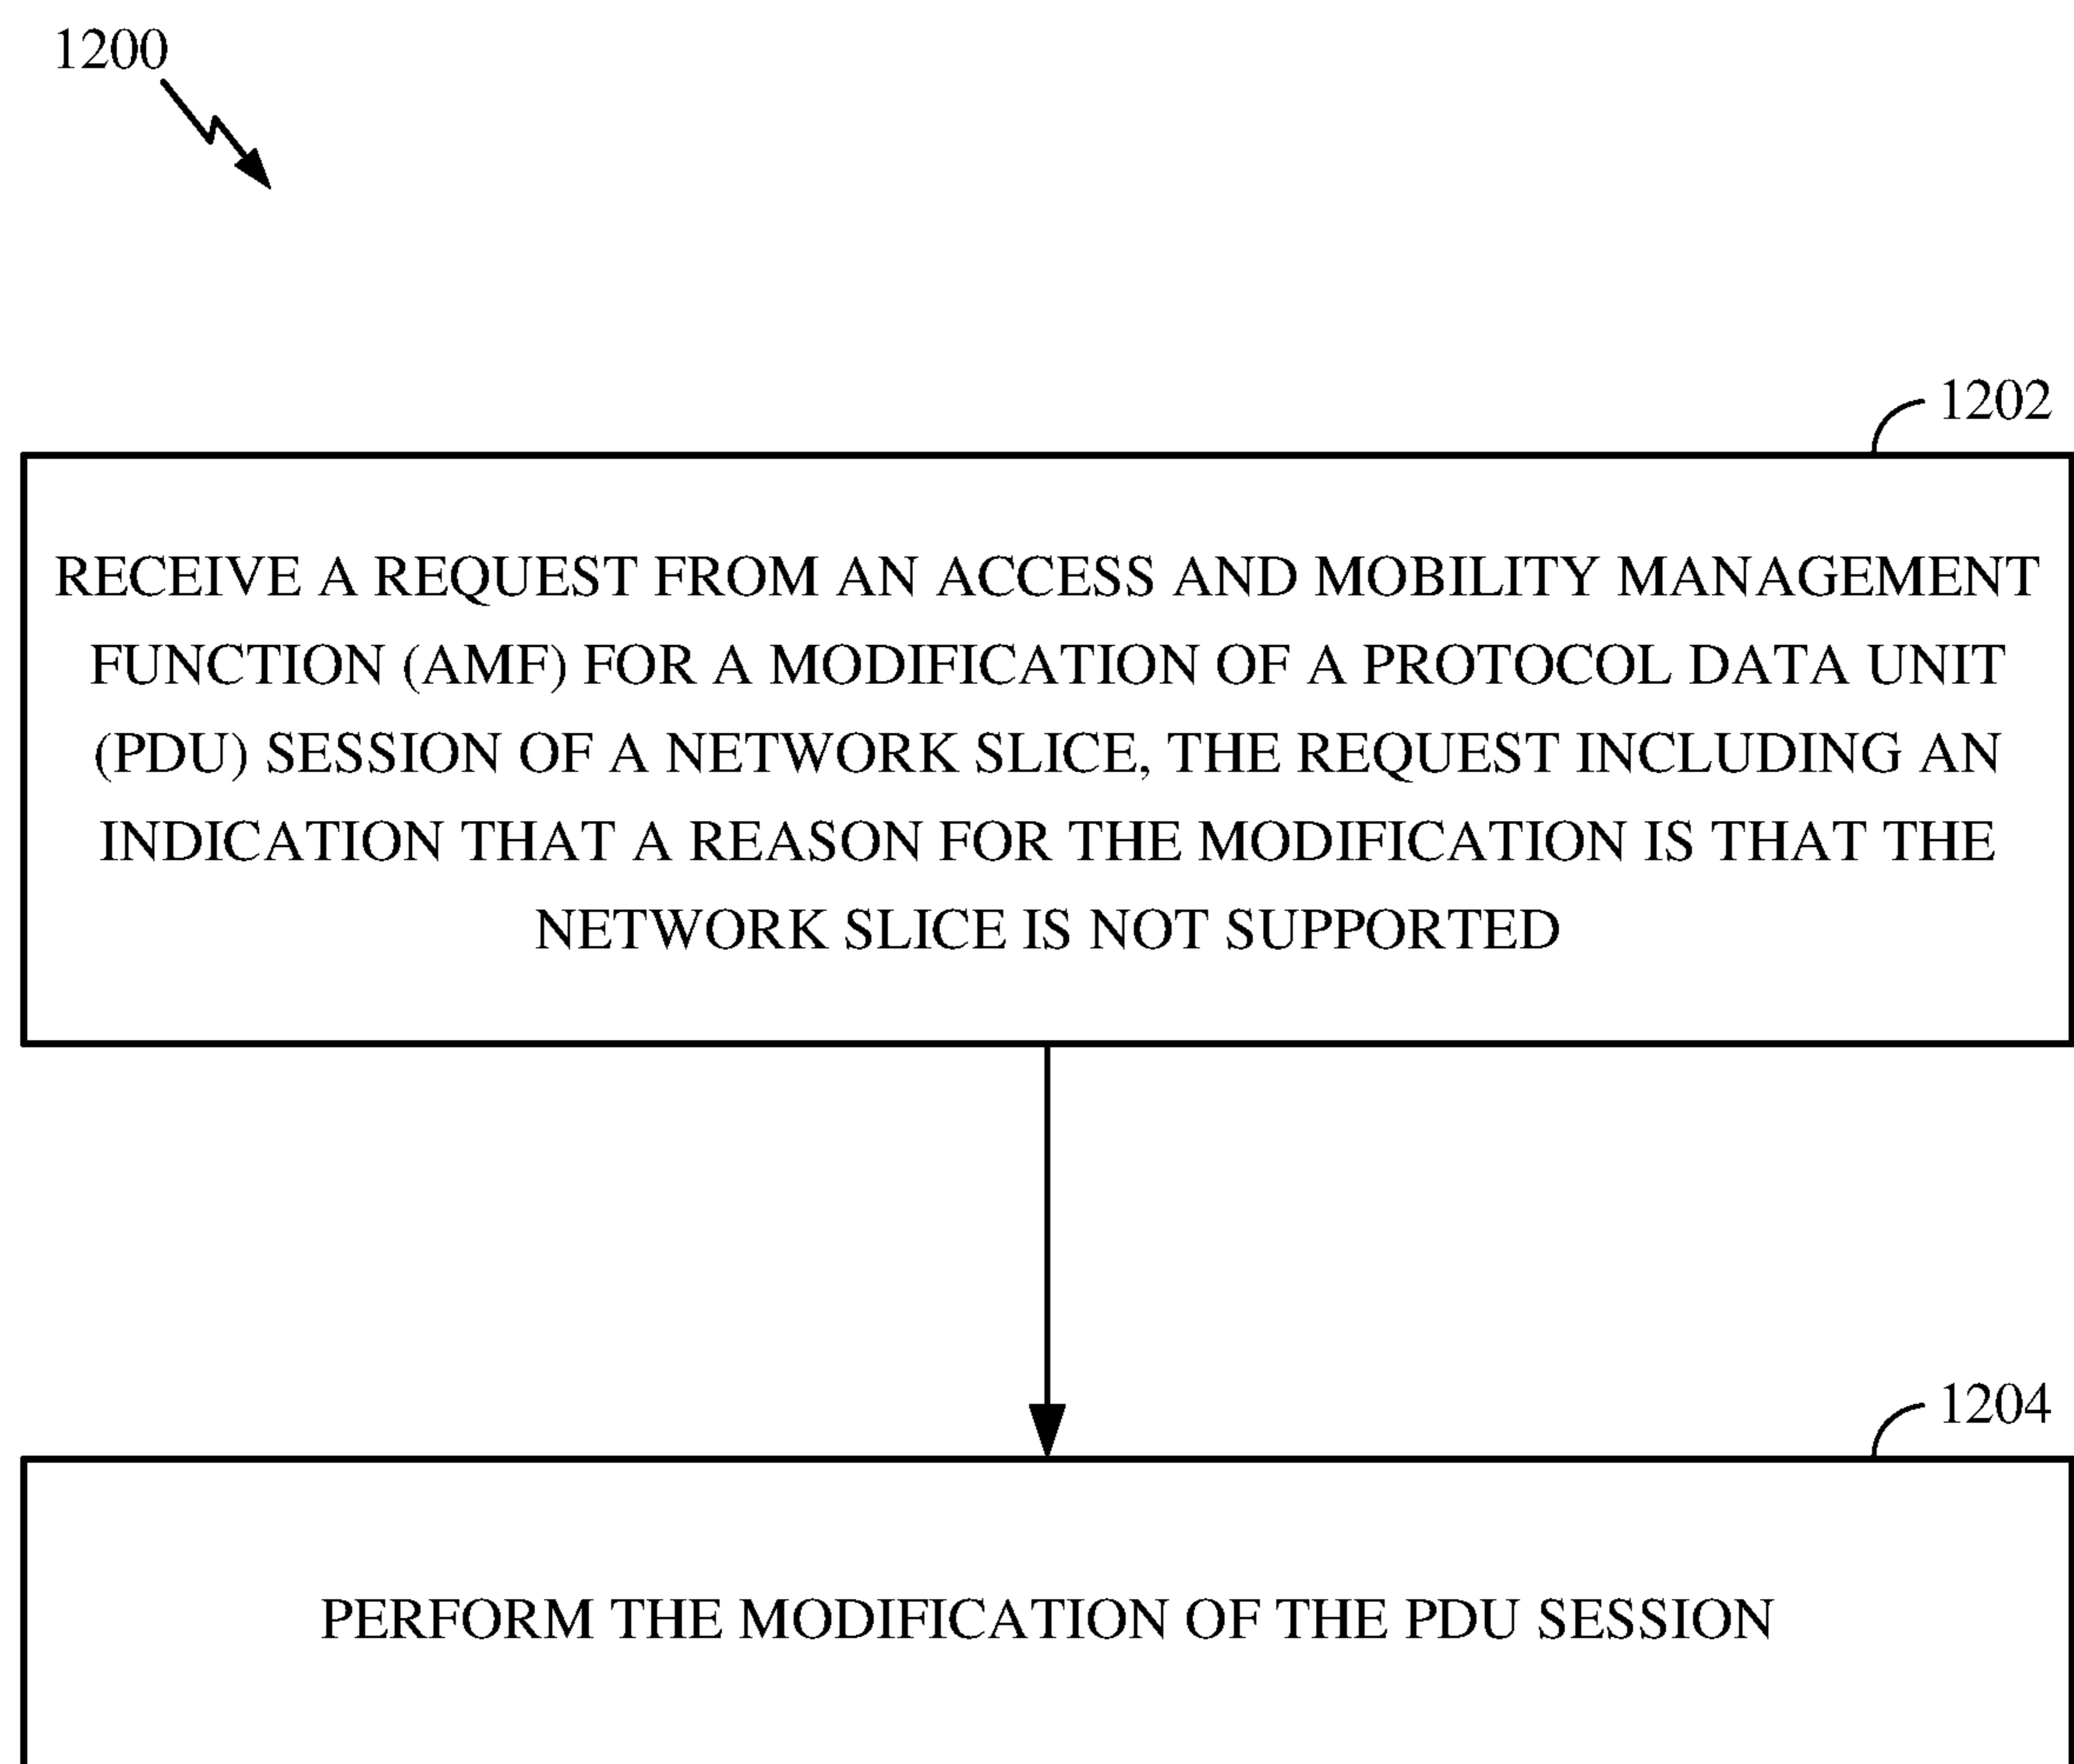 1200
1202
RECEIVE A REQUEST FROM AN ACCESS AND MOBILITY MANAGEMENT
FUNCTION (AMF) FOR A MODIFICATION OF A PROTOCOL DATA UNIT
(PDU) SESSION OF A NETWORK SLICE, THE REQUEST INCLUDING AN
INDICATION THAT A REASON FOR THE MODIFICATION IS THAT THE
NETWORK SLICE IS NOT SUPPORTED
1204
PERFORM THE MODIFICATION OF THE PDU SESSION